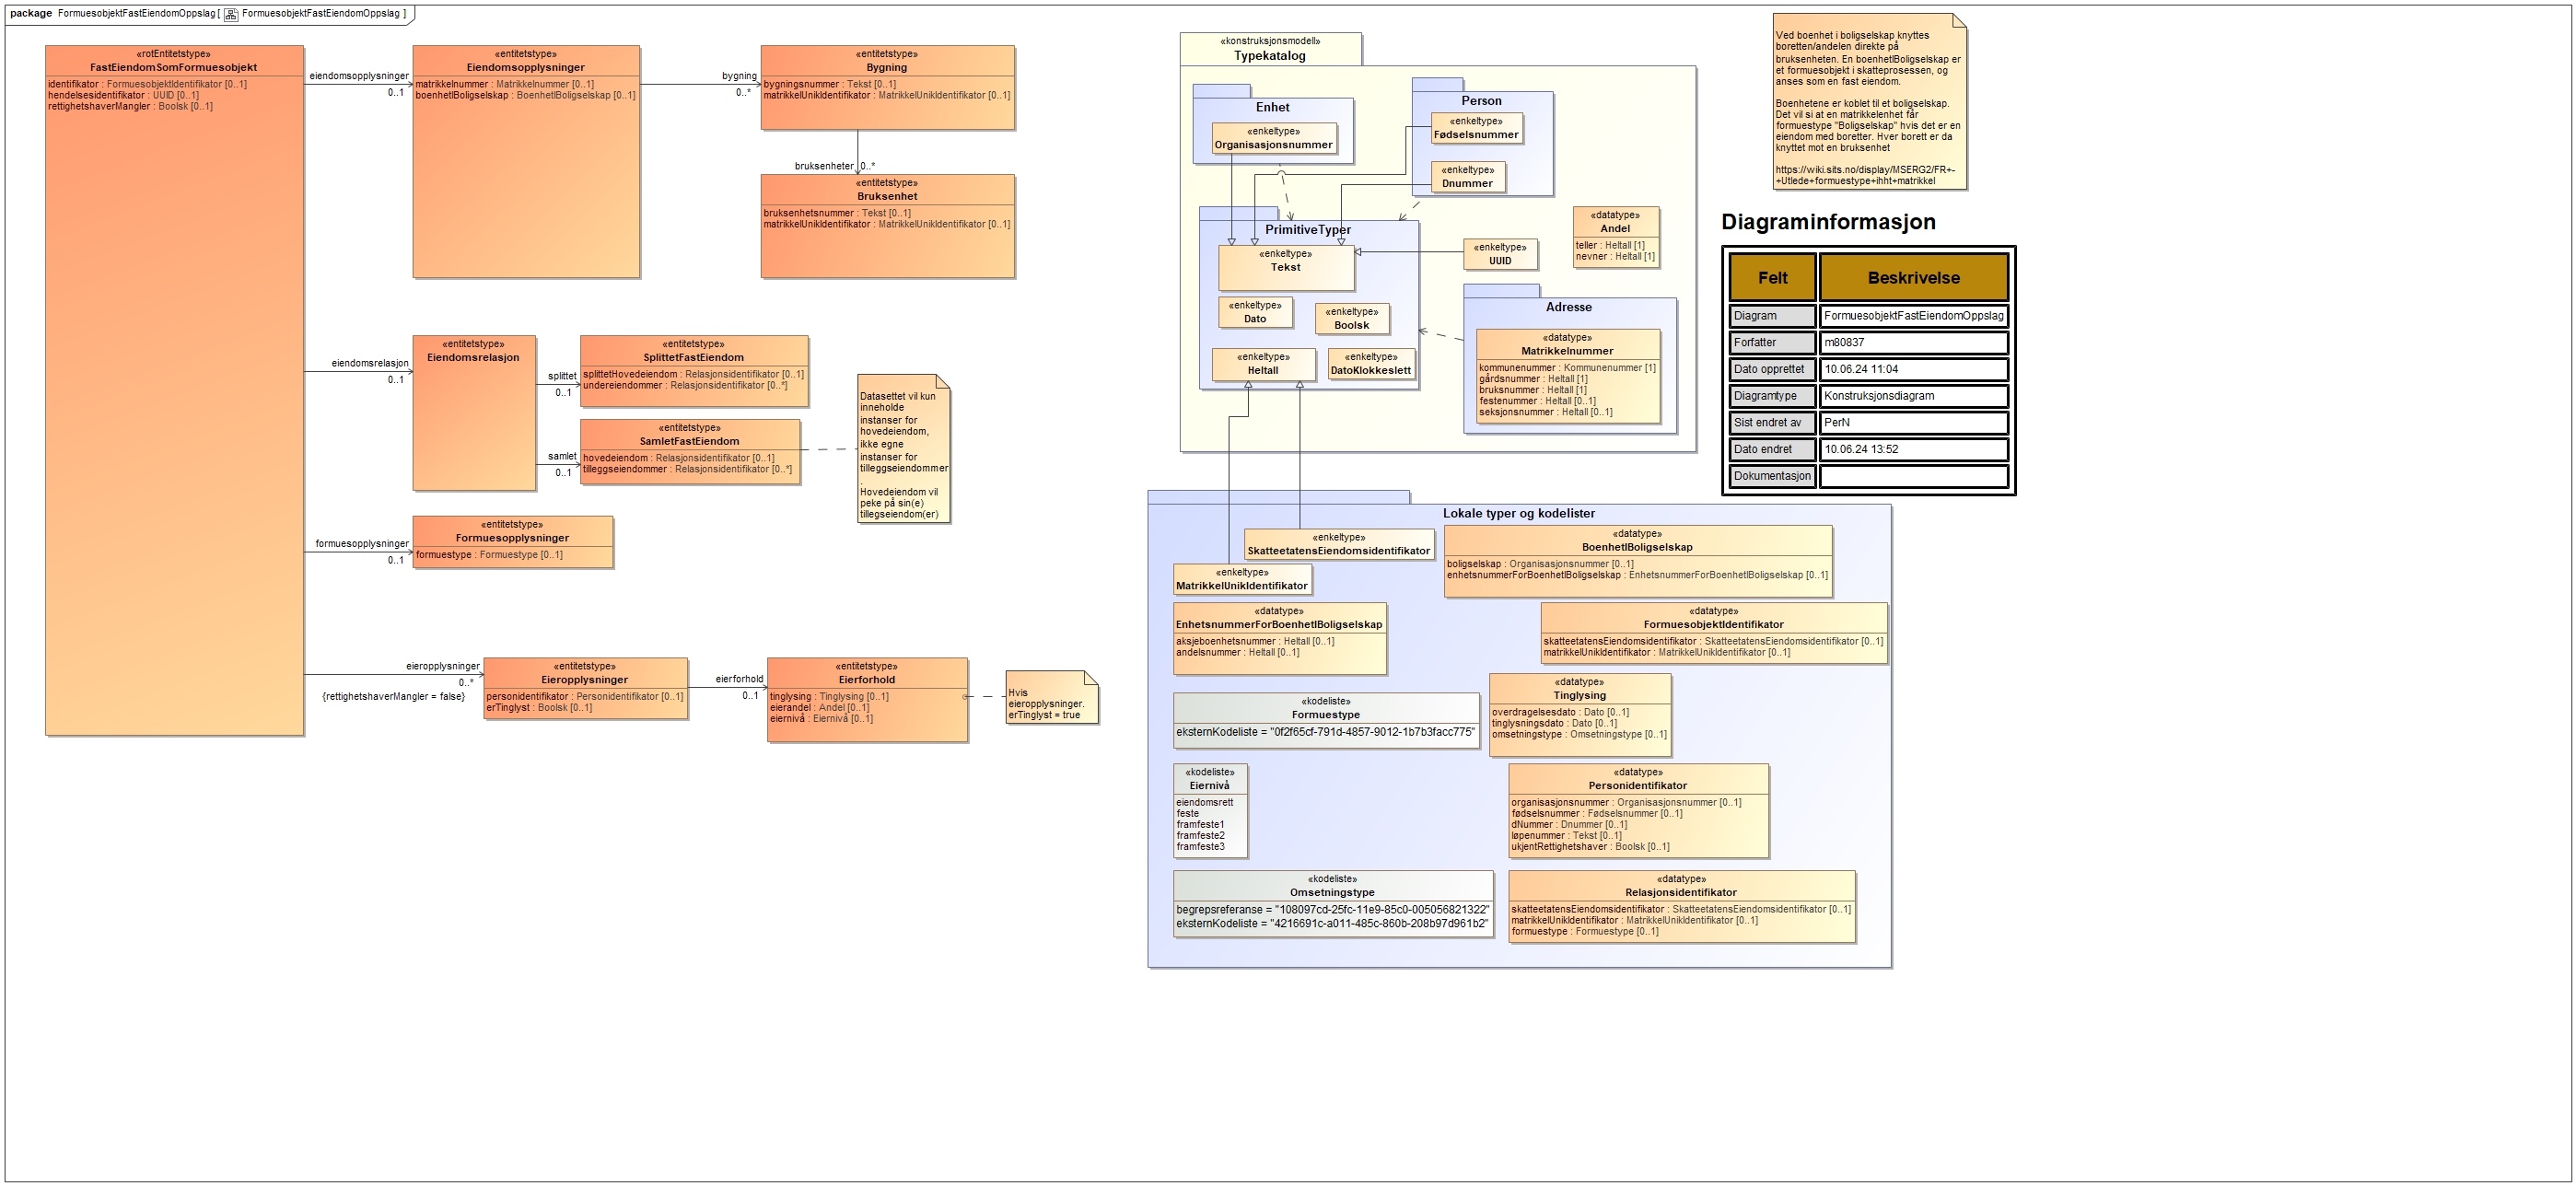 package FormuesobjektFastEiendomOppslag [ FormuesobjektFastEiendomOppslag ]
«rotEntitetstype»
FastEiendomSomFormuesobjekt
identifikator : FormuesobjektIdentifikator [0..1]
hendelsesidentifikator : UUID [0..1]
rettighetshaverMangler : Boolsk [0..1]
eiendomsopplysninger
0..1
«entitetstype»
Eiendomsopplysninger
matrikkelnummer : Matrikkelnummer [0..1]
boenhetIBoligselskap : BoenhetIBoligselskap [0..1]
bygning
0..*
«entitetstype»
Bygning
bygningsnummer : Tekst [0..1]
matrikkelUnikIdentifikator : MatrikkelUnikIdentifikator [0..1]
bruksenheter
0..*
«entitetstype»
Bruksenhet
bruksenhetsnummer : Tekst [0..1]
matrikkelUnikIdentifikator : MatrikkelUnikIdentifikator [0..1]
eiendomsrelasjon
0..1
«entitetstype»
Eiendomsrelasjon
splittet
0..1
«entitetstype»
SplittetFastEiendom
splittetHovedeiendom : Relasjonsidentifikator [0..1]
undereiendommer : Relasjonsidentifikator [0..*]
samlet
0..1
«entitetstype»
SamletFastEiendom
hovedeiendom : Relasjonsidentifikator [0..1]
tilleggseiendommer : Relasjonsidentifikator [0..*]
Datasettet vil kun
inneholde
instanser for
hovedeiendom,
ikke egne
instanser for
tilleggseiendommer
.
Hovedeiendom vil
peke på sin(e)
tillegseiendom(er)
formuesopplysninger
0..1
«entitetstype»
Formuesopplysninger
formuestype : Formuestype [0..1]
eieropplysninger
0..*
{rettighetshaverMangler = false}
«entitetstype»
Eieropplysninger
personidentifikator : Personidentifikator [0..1]
erTinglyst : Boolsk [0..1]
eierforhold
0..1
«entitetstype»
Eierforhold
tinglysing : Tinglysing [0..1]
eierandel : Andel [0..1]
eiernivå : Eiernivå [0..1]
Hvis
eieropplysninger.
erTinglyst = true
«konstruksjonsmodell»
Typekatalog
Enhet
«enkeltype»
Organisasjonsnummer
Person
«enkeltype»
Fødselsnummer
«enkeltype»
Dnummer
PrimitiveTyper
«enkeltype»
Tekst
«enkeltype»
Dato
«enkeltype»
Boolsk
«enkeltype»
Heltall
«enkeltype»
DatoKlokkeslett
«enkeltype»
UUID
«datatype»
Andel
teller : Heltall [1]
nevner : Heltall [1]
Adresse
«datatype»
Matrikkelnummer
kommunenummer : Kommunenummer [1]
gårdsnummer : Heltall [1]
bruksnummer : Heltall [1]
festenummer : Heltall [0..1]
seksjonsnummer : Heltall [0..1]
Lokale typer og kodelister
«enkeltype»
SkatteetatensEiendomsidentifikator
«enkeltype»
MatrikkelUnikIdentifikator
«datatype»
BoenhetIBoligselskap
boligselskap : Organisasjonsnummer [0..1]
enhetsnummerForBoenhetIBoligselskap : EnhetsnummerForBoenhetIBoligselskap [0..1]
«datatype»
EnhetsnummerForBoenhetIBoligselskap
aksjeboenhetsnummer : Heltall [0..1]
andelsnummer : Heltall [0..1]
«datatype»
FormuesobjektIdentifikator
skatteetatensEiendomsidentifikator : SkatteetatensEiendomsidentifikator [0..1]
matrikkelUnikIdentifikator : MatrikkelUnikIdentifikator [0..1]
«kodeliste»
Formuestype
eksternKodeliste = "0f2f65cf-791d-4857-9012-1b7b3facc775"
«datatype»
Tinglysing
overdragelsesdato : Dato [0..1]
tinglysningsdato : Dato [0..1]
omsetningstype : Omsetningstype [0..1]
«kodeliste»
Eiernivå
eiendomsrett
feste
framfeste1
framfeste2
framfeste3
«datatype»
Personidentifikator
organisasjonsnummer : Organisasjonsnummer [0..1]
fødselsnummer : Fødselsnummer [0..1]
dNummer : Dnummer [0..1]
løpenummer : Tekst [0..1]
ukjentRettighetshaver : Boolsk [0..1]
«kodeliste»
Omsetningstype
begrepsreferanse = "108097cd-25fc-11e9-85c0-005056821322"
eksternKodeliste = "4216691c-a011-485c-860b-208b97d961b2"
«datatype»
Relasjonsidentifikator
skatteetatensEiendomsidentifikator : SkatteetatensEiendomsidentifikator [0..1]
matrikkelUnikIdentifikator : MatrikkelUnikIdentifikator [0..1]
formuestype : Formuestype [0..1]
Ved boenhet i boligselskap knyttes
boretten/andelen direkte på
bruksenheten. En boenhetIBoligselskap er
et formuesobjekt i skatteprosessen, og
anses som en fast eiendom.
Boenhetene er koblet til et boligselskap.
Det vil si at en matrikkelenhet får
formuestype "Boligselskap" hvis det er en
eiendom med boretter. Hver borett er da
knyttet mot en bruksenhet
https://wiki.sits.no/display/MSERG2/FR+-
+Utlede+formuestype+ihht+matrikkel
Diagraminformasjon
Felt Beskrivelse
Diagram FormuesobjektFastEiendomOppslag
Forfatter m80837
Dato opprettet 10.06.24 11:04
Diagramtype Konstruksjonsdiagram
Sist endret av PerN
Dato endret 10.06.24 13:52
Dokumentasjon